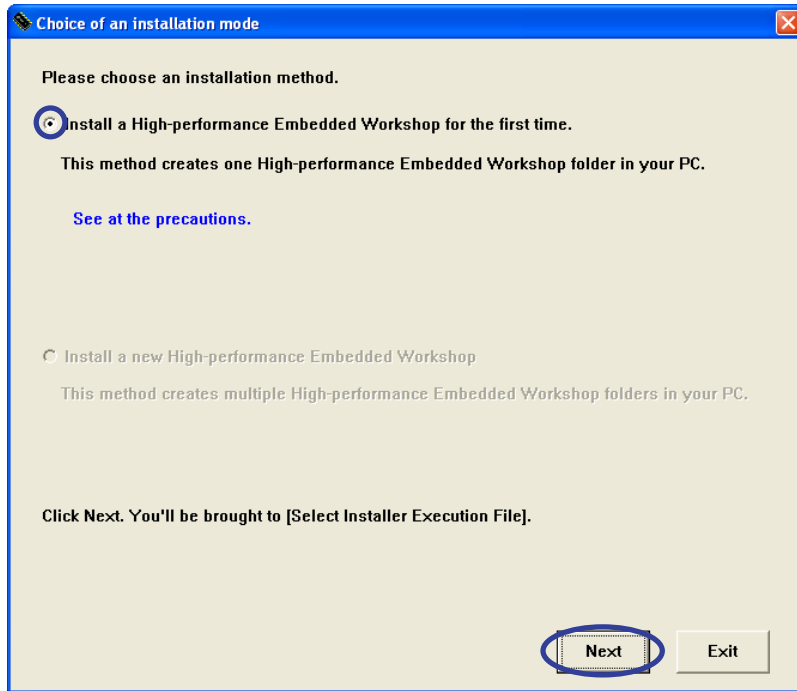 Choice of an installation mode
Please choose an installation method.
Install a High-performance Embedded Workshop for the first time.
This method creates one High-performance Embedded Workshop folder in your PC.
See at the precautions.
Install a new High-performance Embedded Workshop
This method creates multiple High-performance Embedded Workshop folders in your PC.
Click Next. You'll be brought to [Select Installer Execution File].
Next
Exit